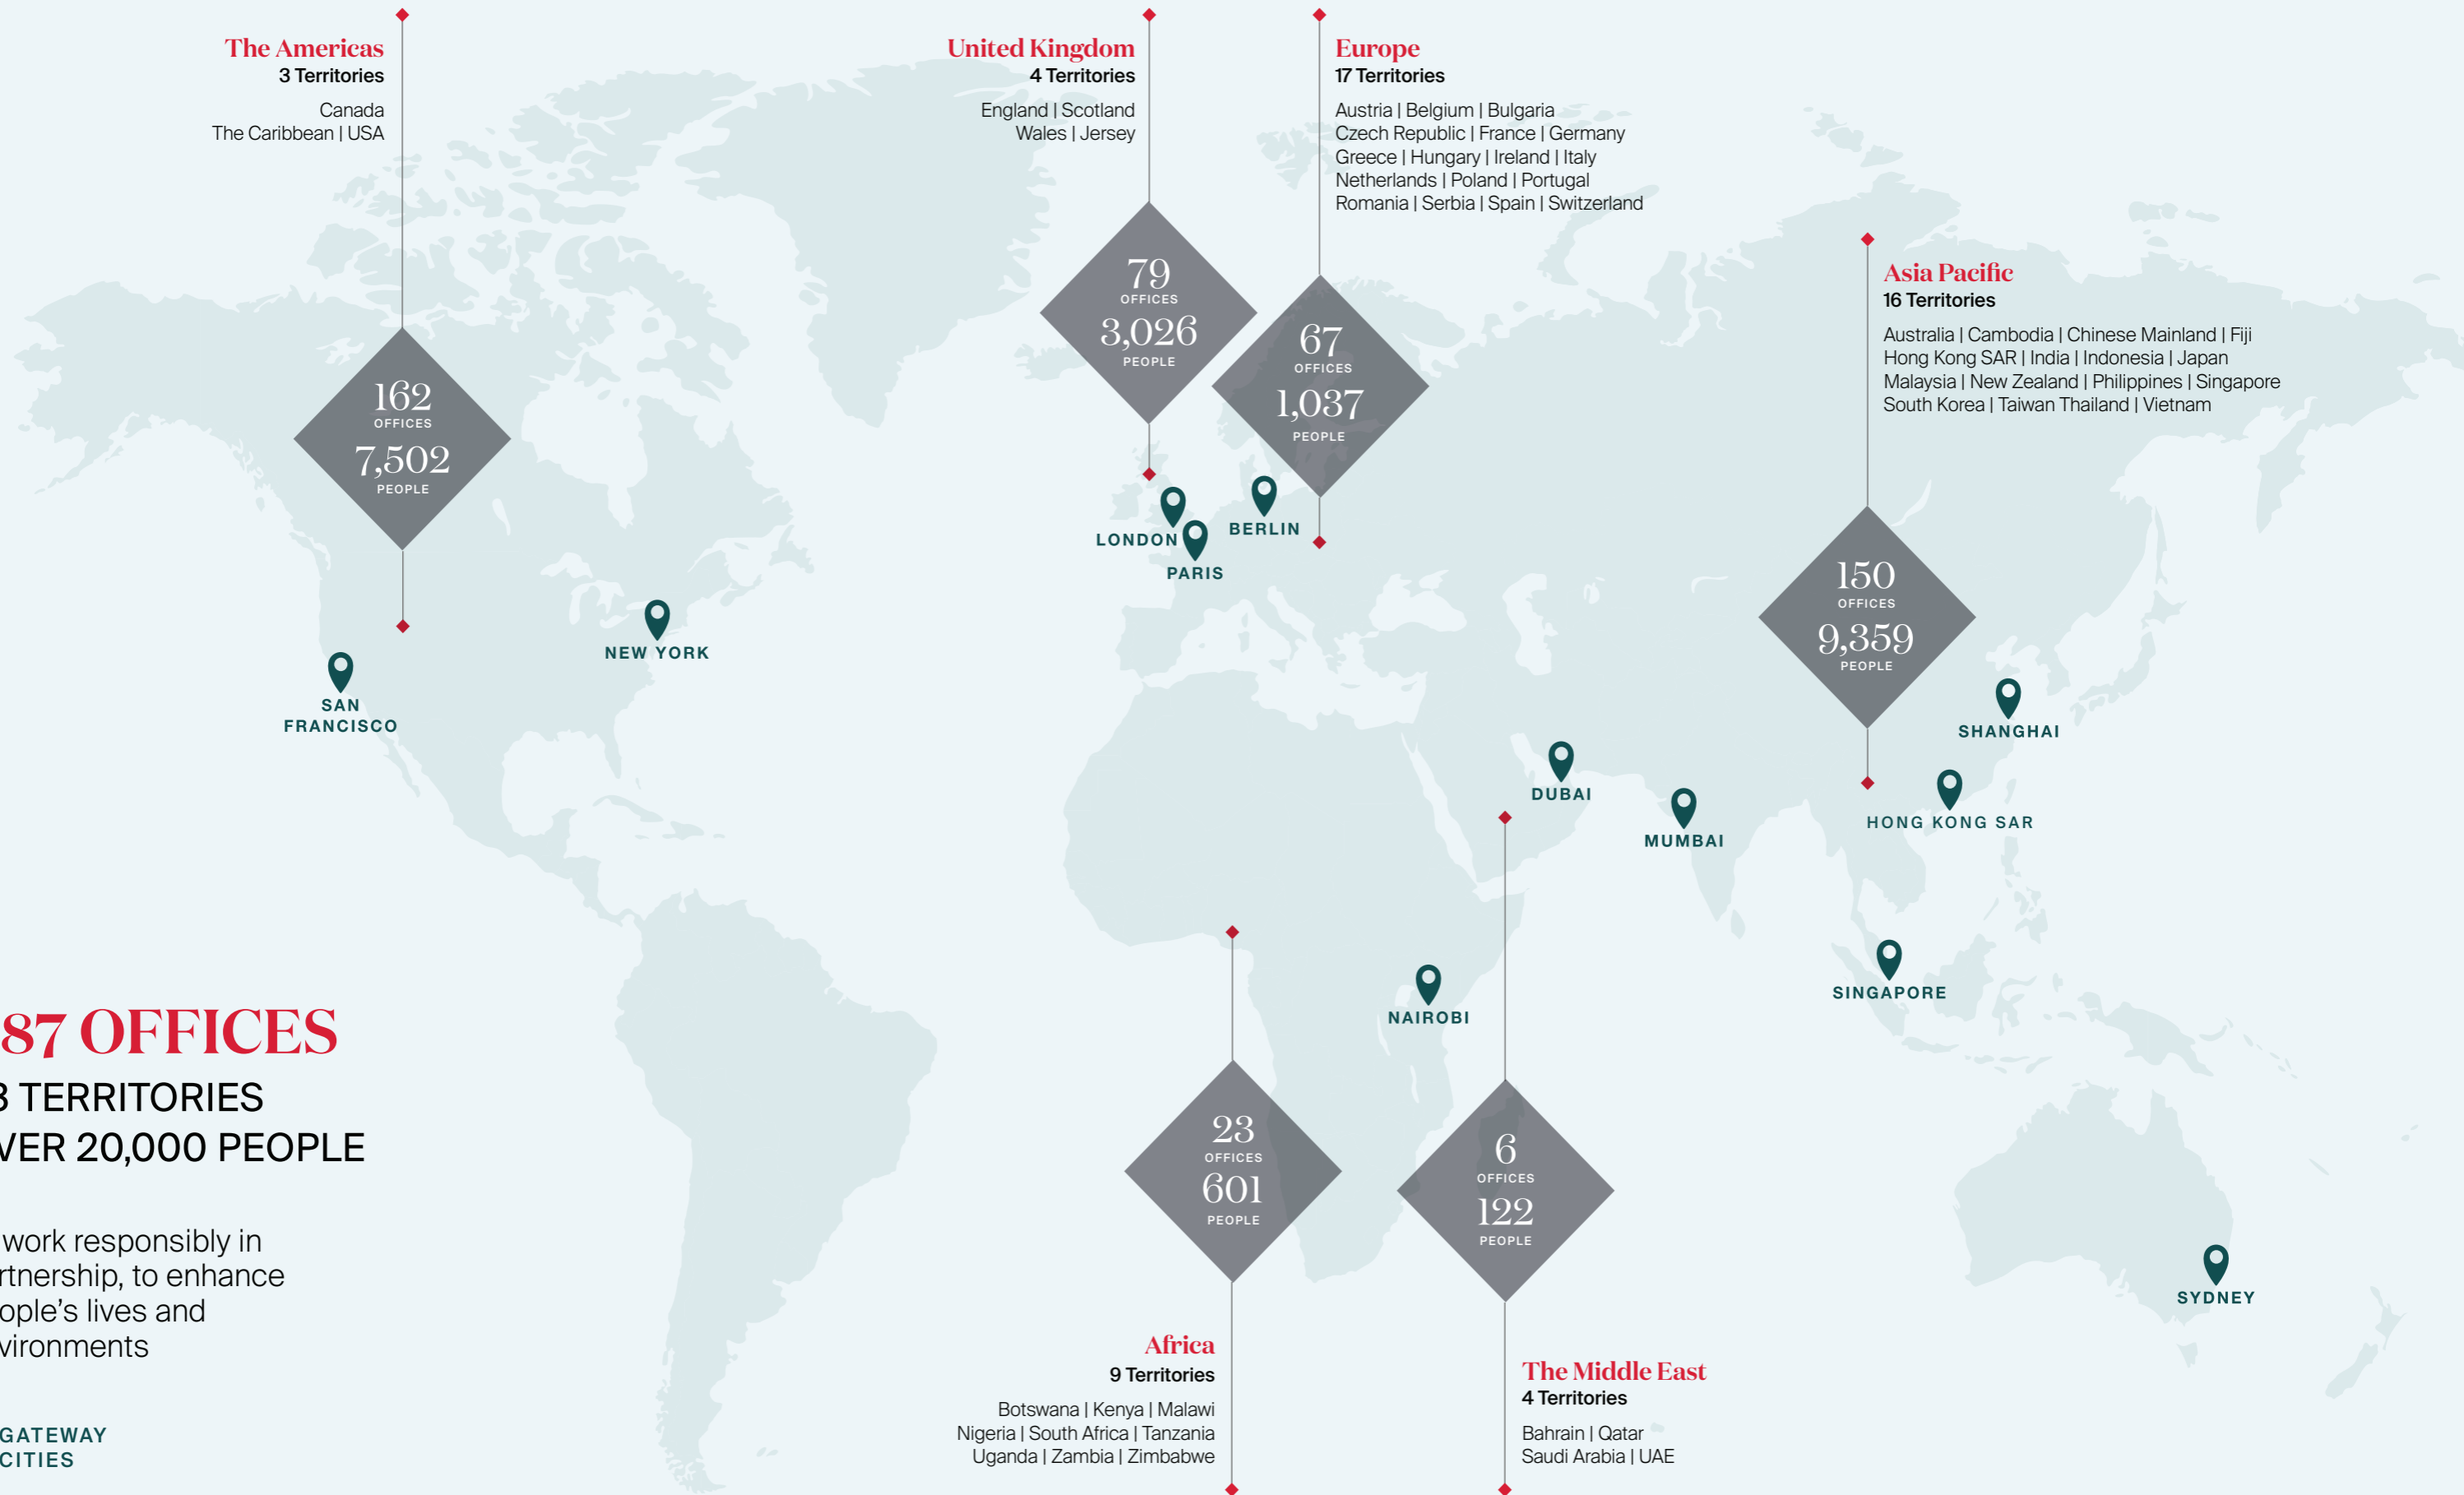 The Americas
3 Territories
Canada
The Caribbean | USA
162
OFFICES
7,502
PEOPLE
United Kingdom
4 Territories
England | Scotland
Wales | Jersey
79
OFFICES
3,026
PEOPLE
Europe
17 Territories
Austria | Belgium | Bulgaria
Czech Republic | France | Germany
Greece | Hungary | Ireland | Italy
Netherlands | Poland | Portugal
Romania | Serbia | Spain | Switzerland
67
OFFICES
1,037
PEOPLE
Asia Pacific
16 Territories
Australia | Cambodia | Chinese Mainland | Fiji
Hong Kong SAR | India | Indonesia | Japan
Malaysia | New Zealand | Philippines | Singapore
South Korea | Taiwan Thailand | Vietnam
150
OFFICES
9,359
PEOPLE
LONDON
BERLIN
PARIS
NEW YORK
SAN
FRANCISCO
SHANGHAI
DUBAI
HONG KONG SAR
MUMBAI
SINGAPORE
NAIROBI
SYDNEY
87 OFFICES
3 TERRITORIES
VER 20,000 PEOPLE
work responsibly in
rtnership, to enhance
ople's lives and
vironments
GATEWAY
CITIES
23
OFFICES
601
PEOPLE
Africa
9 Territories
Botswana | Kenya | Malawi
Nigeria | South Africa | Tanzania
Uganda | Zambia | Zimbabwe
6
OFFICES
122
PEOPLE
The Middle East
4 Territories
Bahrain | Qatar
Saudi Arabia | UAE